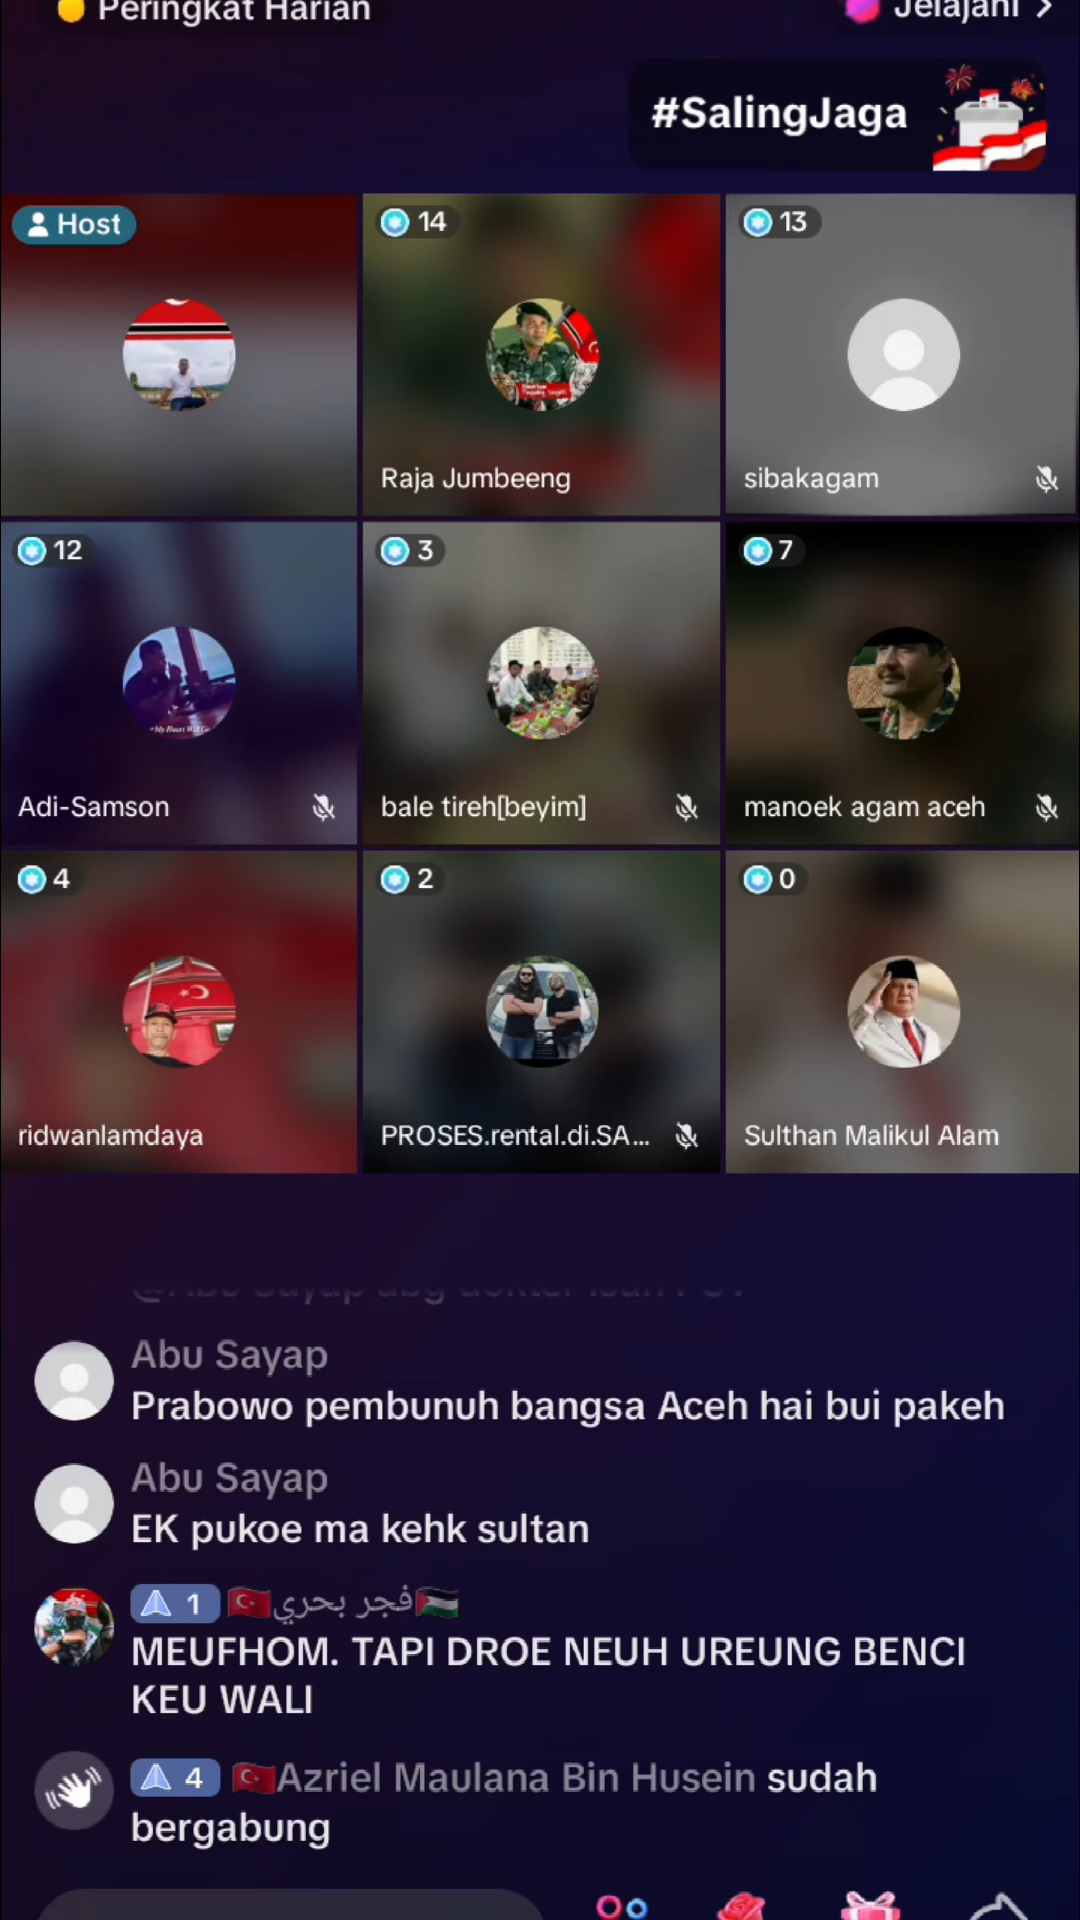 Peringkat Harian
Jelajahi >
#SalingJaga
Host
14
13
Raja Jumbeeng
sibakagam
12
3
7
Adi-Samson
bale tireh[beyim]
manoek agam aceh
4
2
0
ridwanlamdaya
PROSES.rental.di.SA...
Sulthan Malikul Alam
Abu Sayap
Prabowo pembunuh bangsa Aceh hai bui pakeh
Abu Sayap
EK pukoe ma kehk sultan
1 🇹🇷فجر بحري🇵🇸
MEUFHOM. TAPI DROE NEUH UREUNG BENCI
KEU WALI
4 🇹🇷Azriel Maulana Bin Husein sudah
bergabung